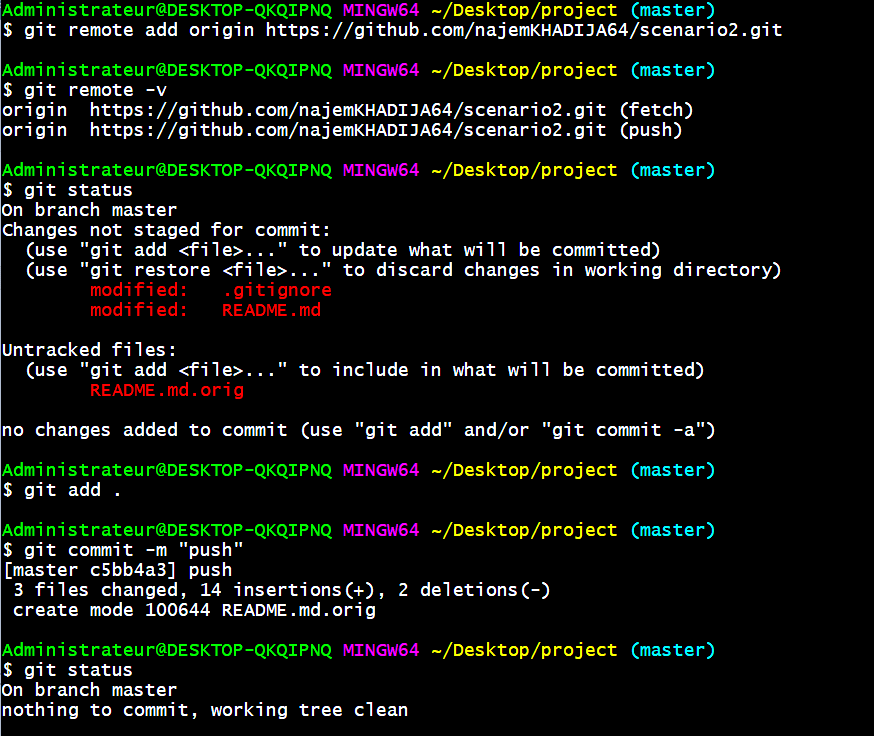 Administrateur@DESKTOP-QKQIPNQ MINGW64 ~/Desktop/project (master)
$ git remote add origin https://github.com/najemKHADIJA64/scenario2.git
Administrateur@DESKTOP-QKQIPNQ MINGW64 ~/Desktop/project (master)
$ git remote -v
origin  https://github.com/najemKHADIJA64/scenario2.git (fetch)
origin  https://github.com/najemKHADIJA64/scenario2.git (push)
Administrateur@DESKTOP-QKQIPNQ MINGW64 ~/Desktop/project (master)
$ git status
On branch master
Changes not staged for commit:
  (use "git add <file>..." to update what will be committed)
  (use "git restore <file>..." to discard changes in working directory)
        modified:   .gitignore
        modified:   README.md
Untracked files:
  (use "git add <file>..." to include in what will be committed)
        README.md.orig
no changes added to commit (use "git add" and/or "git commit -a")
Administrateur@DESKTOP-QKQIPNQ MINGW64 ~/Desktop/project (master)
$ git add .
Administrateur@DESKTOP-QKQIPNQ MINGW64 ~/Desktop/project (master)
$ git commit -m "push"
[master c5bb4a3] push
 3 files changed, 14 insertions(+), 2 deletions(-)
 create mode 100644 README.md.orig
Administrateur@DESKTOP-QKQIPNQ MINGW64 ~/Desktop/project (master)
$ git status
On branch master
nothing to commit, working tree clean